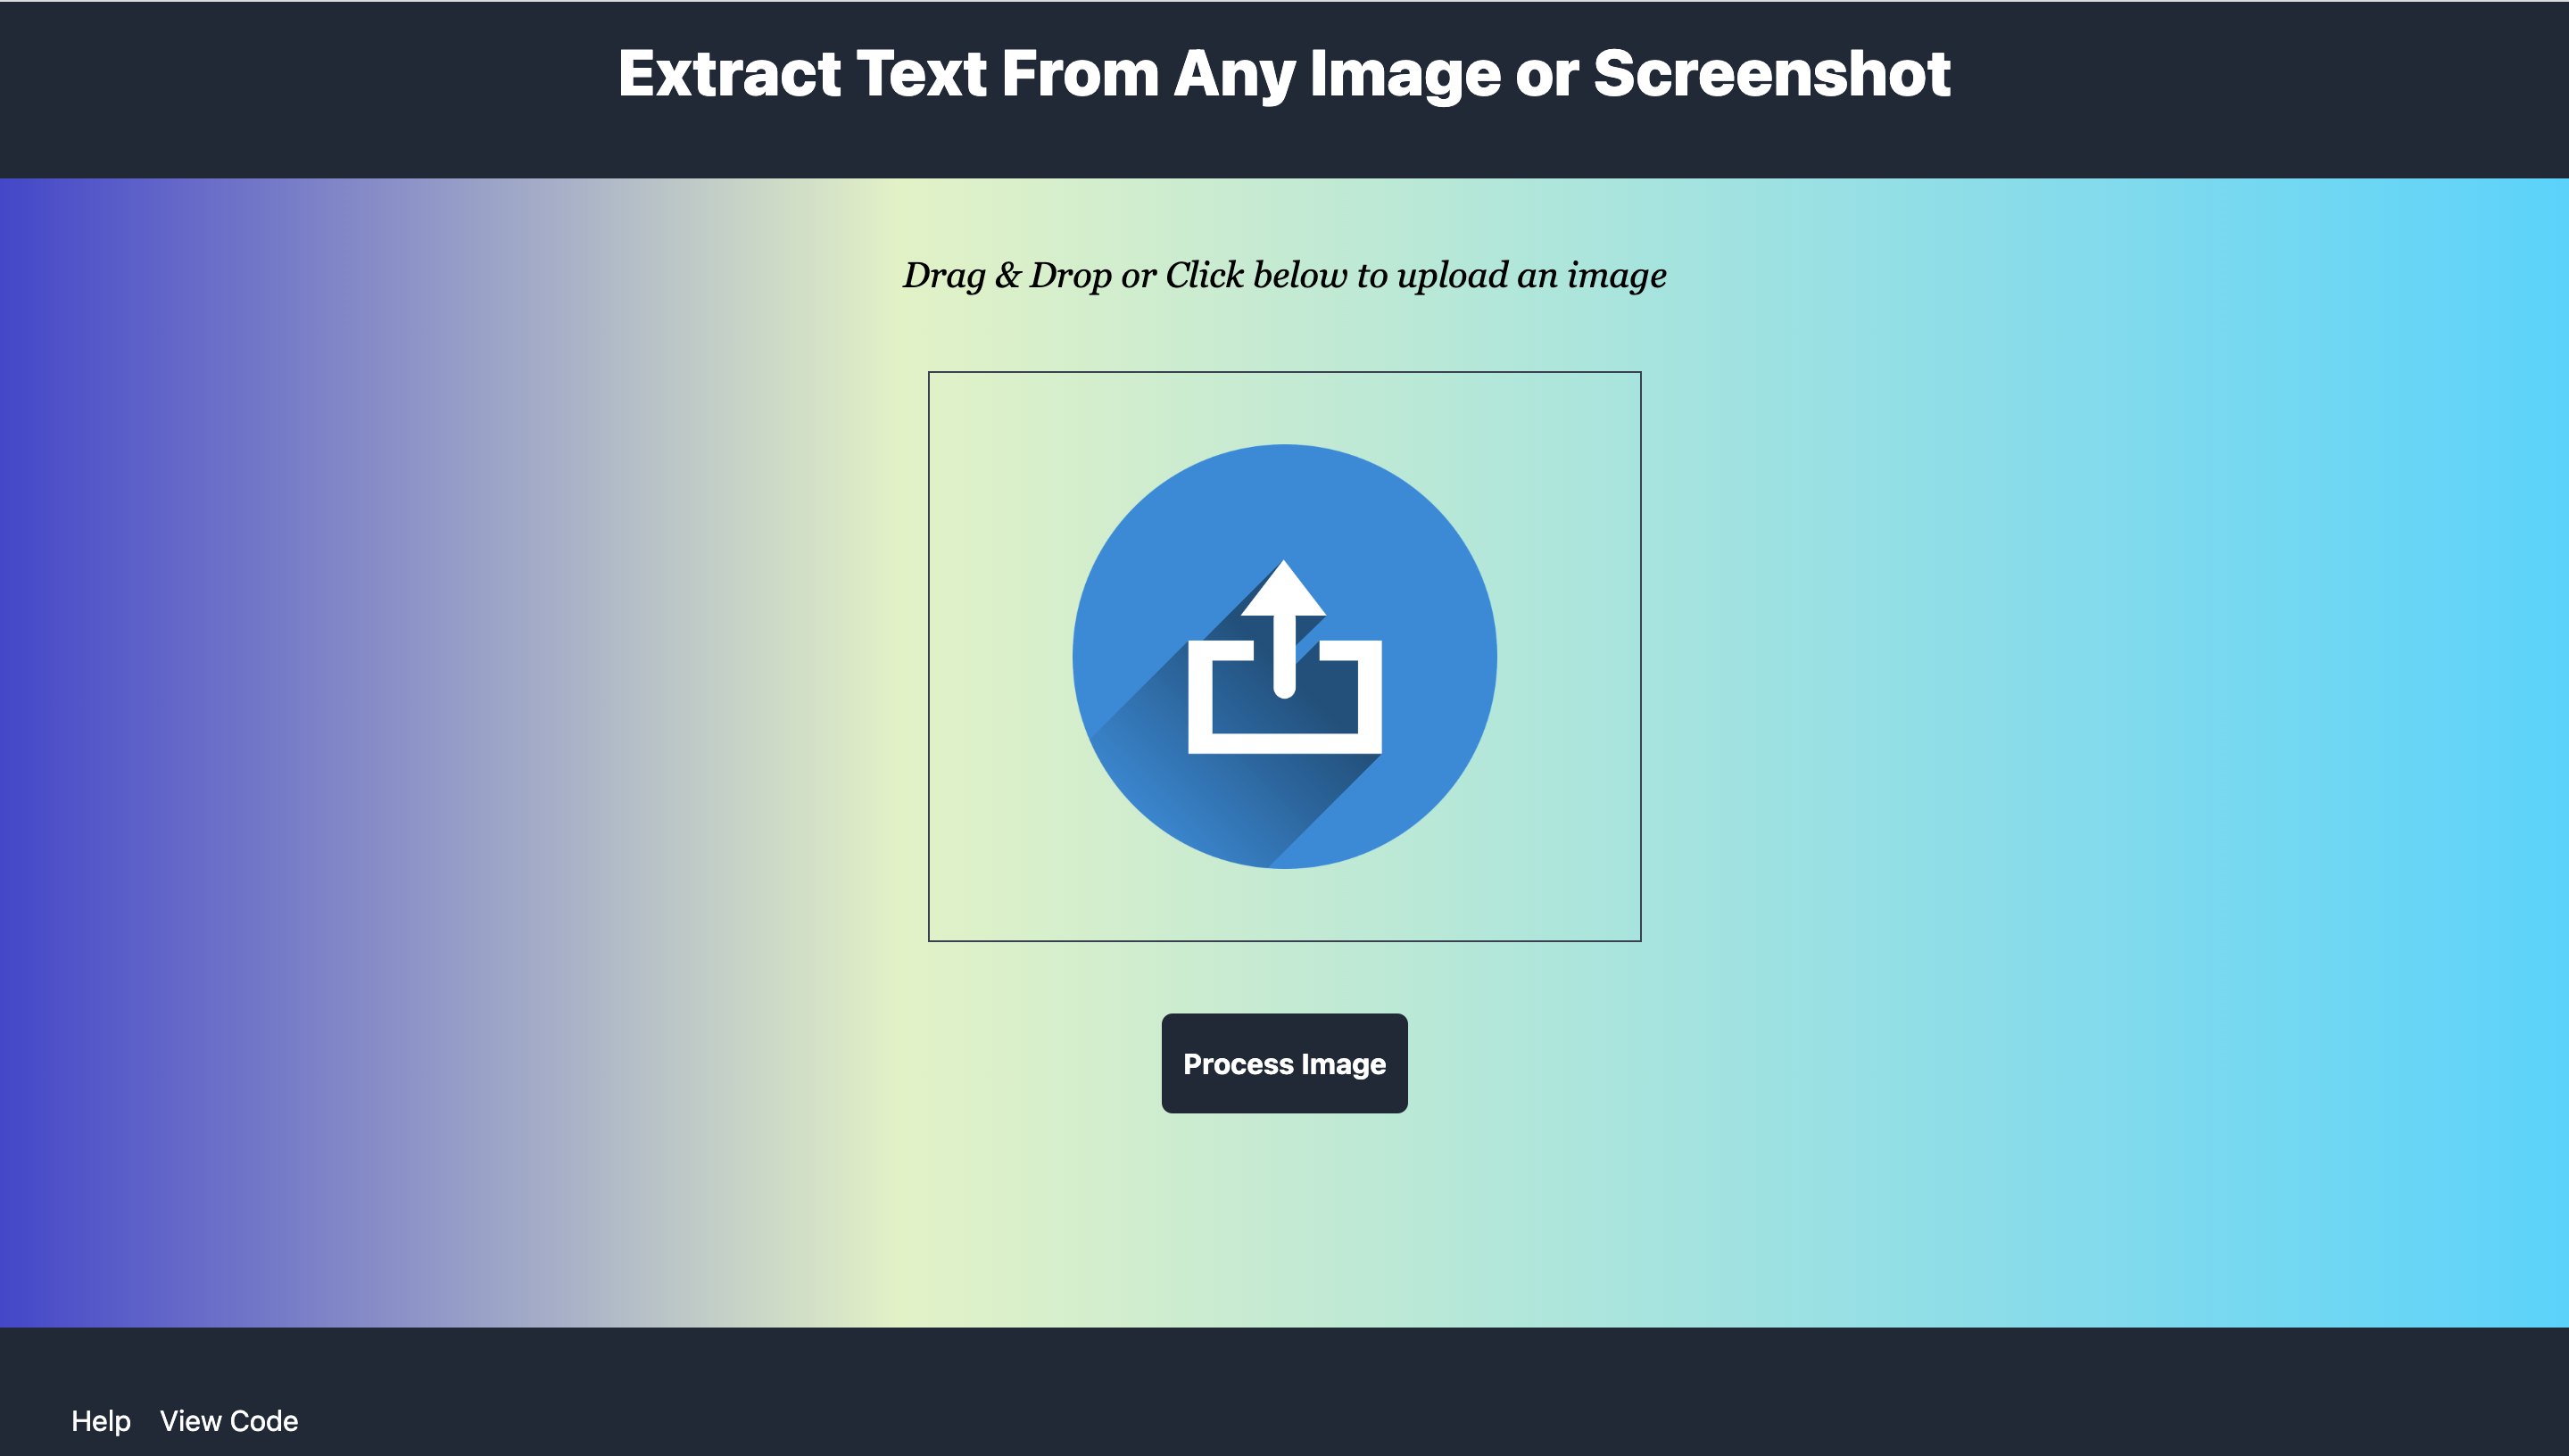 Extract Text From Any Image or Screenshot
Drag & Drop or Click below to upload an image
Process Image
Help View Code